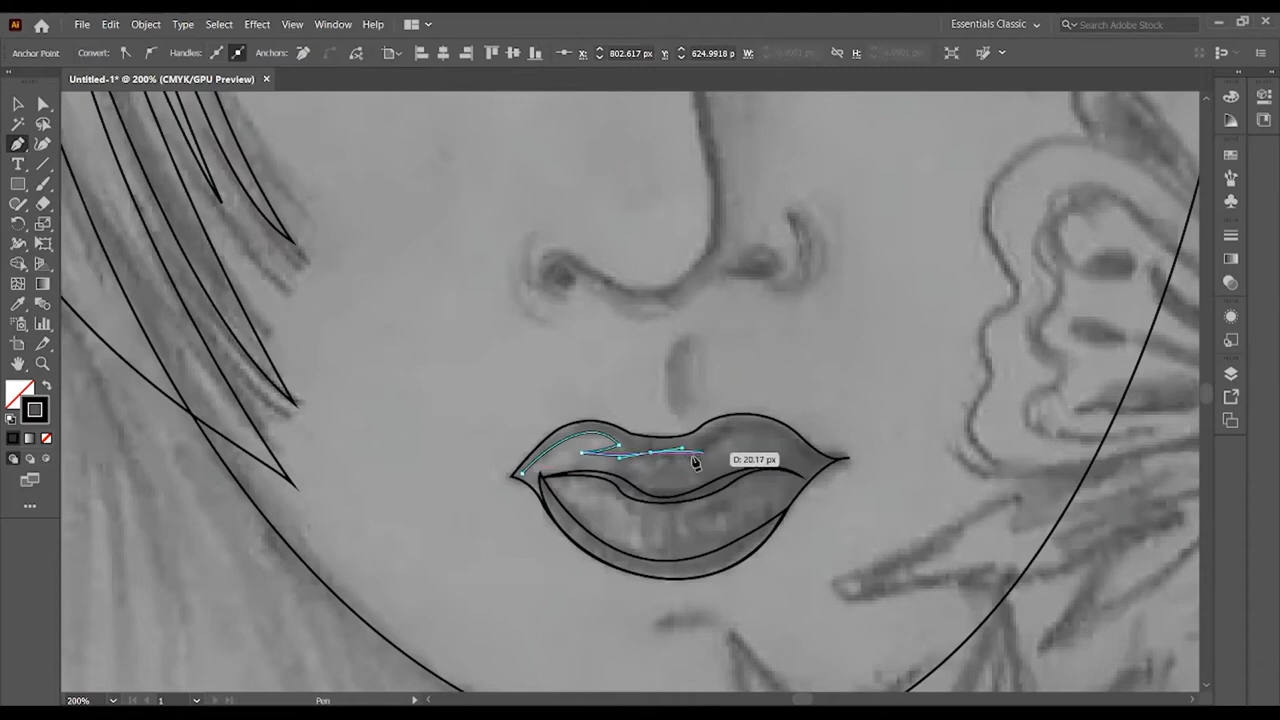 Ai File Edit Object Type Select Effect View Window Help Essentials Classic Search Adobe Stock
Anchor Point Convert: Handles: Anchors: X: 802.617 px Y: 624.9918 p W: H:
Untitled-1* @ 200% (CMYK/GPU Preview) ×
D: 20.17 px
200% 1 Pen